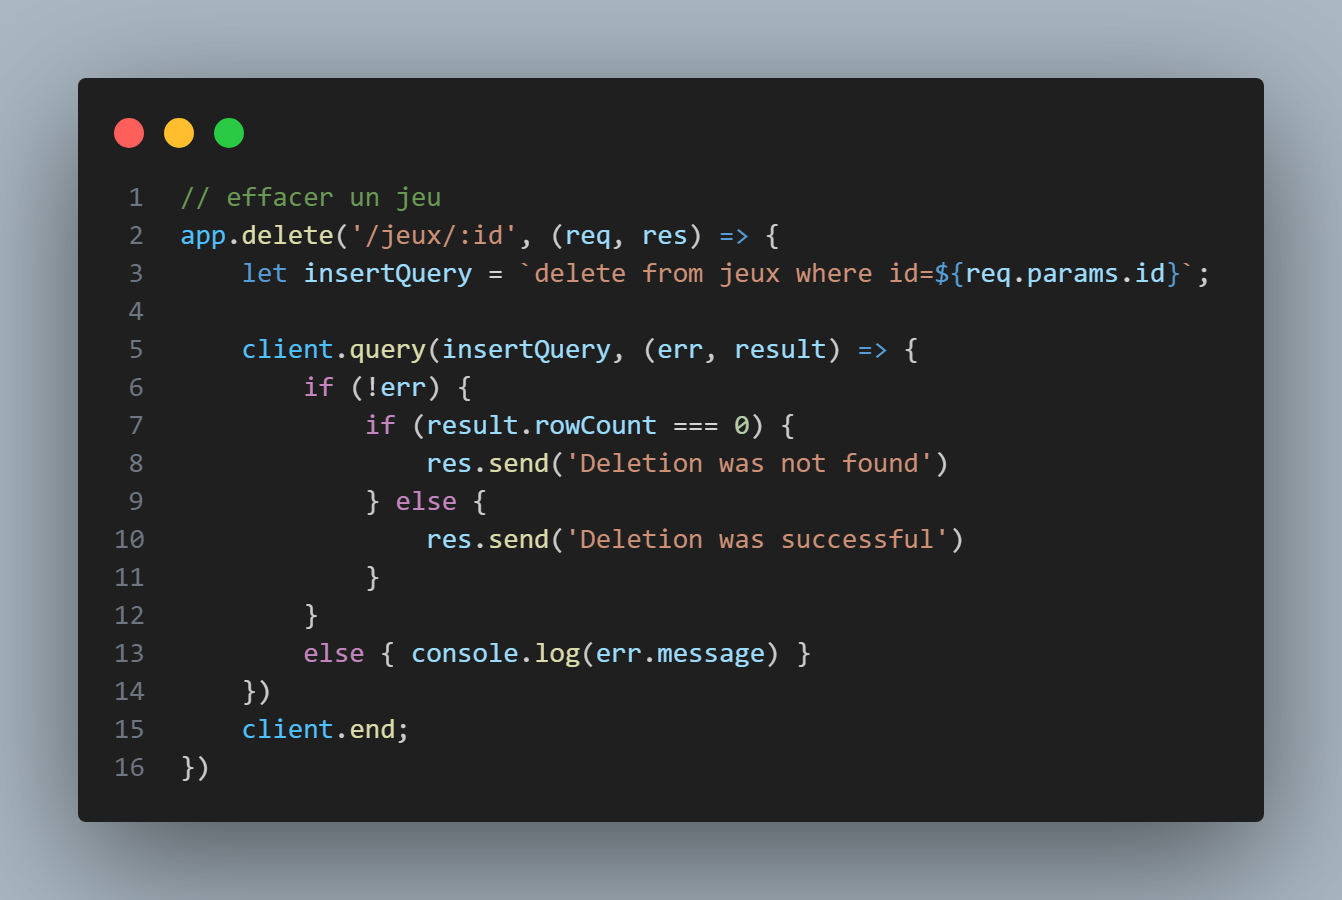 1 // effacer un jeu
2 app.delete('/jeux/:id', (req, res) => {
3     let insertQuery = `delete from jeux where id=${req.params.id}`;
4
5     client.query(insertQuery, (err, result) => {
6         if (!err) {
7             if (result.rowCount === 0) {
8                 res.send('Deletion was not found')
9             } else {
10                 res.send('Deletion was successful')
11             }
12         }
13         else { console.log(err.message) }
14     })
15     client.end;
16 })